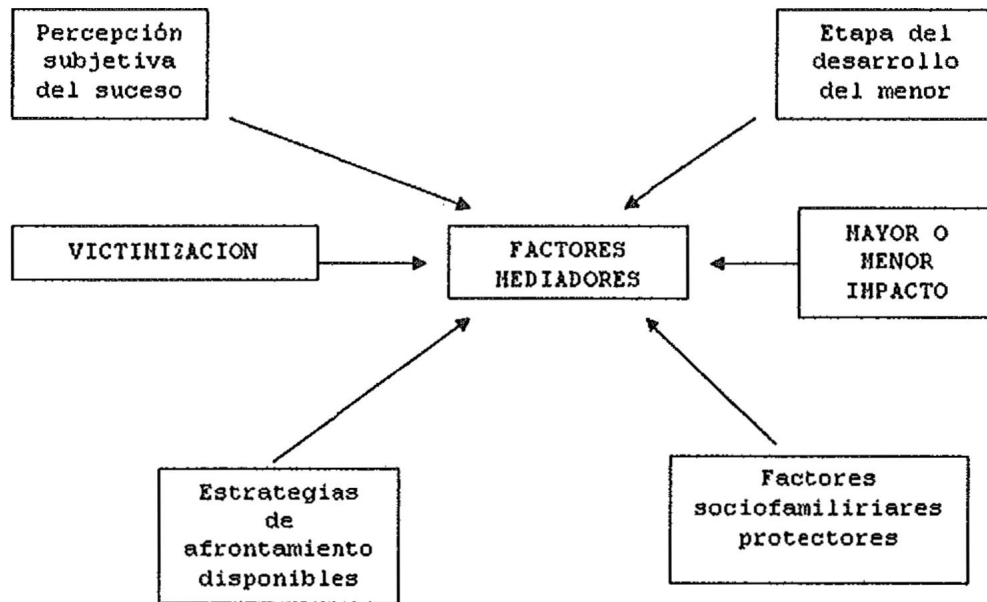 Percepción
subjetiva
del suceso
Etapa del
desarrollo
del menor
VICTIMIZACION
FACTORES
MEDIADORES
MAYOR O
MENOR
IMPACTO
Estrategias
de
afrontamiento
disponibles
Factores
sociofamiliriares
protectores